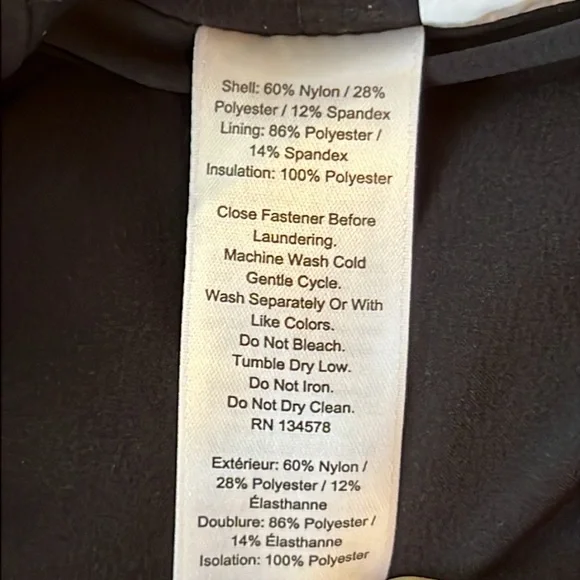 Shell: 60% Nylon / 28%
Polyester / 12% Spandex
Lining: 86% Polyester /
14% Spandex
Insulation: 100% Polyester
Close Fastener Before
Laundering.
Machine Wash Cold
Gentle Cycle.
Wash Separately Or With
Like Colors.
Do Not Bleach.
Tumble Dry Low.
Do Not Iron.
Do Not Dry Clean.
RN 134578
Extérieur: 60% Nylon /
28% Polyester / 12%
Élasthanne
Doublure: 86% Polyester /
14% Élasthanne
Isolation: 100% Polyester